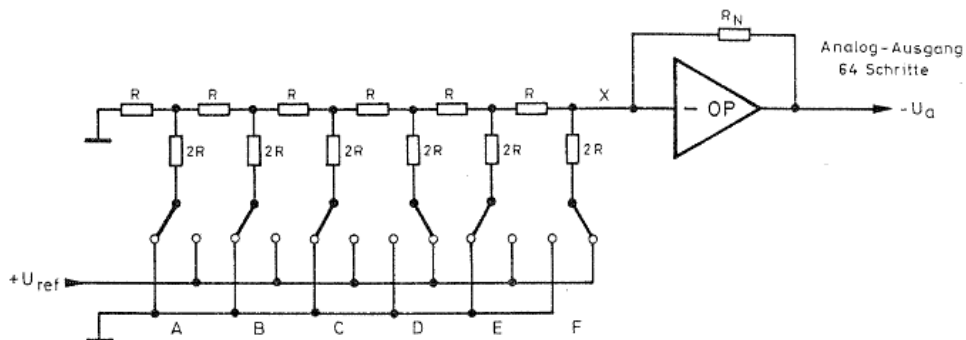 R_N
Analog-Ausgang
64 Schritte
R R R R R R X
- OP
-U_a
2R 2R 2R 2R 2R 2R
+U_ref
A B C D E F